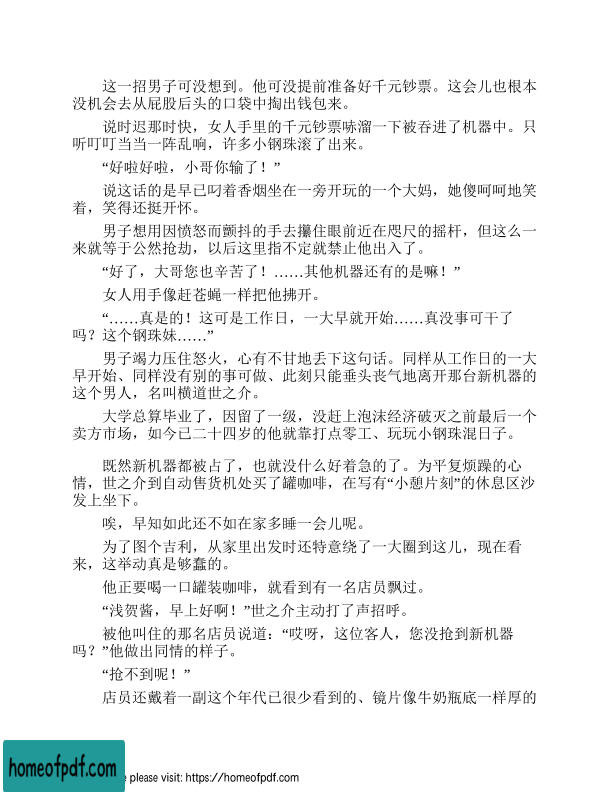 这一招男子可没想到。他可没提前准备好千元钞票。这会儿也根本
没机会去从屁股后头的口袋中掏出钱包来。
说时迟那时快，女人手里的千元钞票哧溜一下被吞进了机器中。只
听叮叮当当一阵乱响，许多小钢珠滚了出来。
“好啦好啦，小哥你输了！”
说这话的是早已叼着香烟坐在一旁开玩的一个大妈，她傻呵呵地笑
着，笑得还挺开怀。
男子想用因愤怒而颤抖的手去攥住眼前近在咫尺的摇杆，但这么一
来就等于公然抢劫，以后这里指不定就禁止他出入了。
“好了，大哥您也辛苦了！……其他机器还有的是嘛！”
女人用手像赶苍蝇一样把他拂开。
“……真是的！这可是工作日，一大早就开始……真没事可干了
吗？这个钢珠妹……”
男子竭力压住怒火，心有不甘地丢下这句话。同样从工作日的一大
早开始、同样没有别的事可做、此刻只能垂头丧气地离开那台新机器的
这个男人，名叫横道世之介。
大学总算毕业了，因留了一级，没赶上泡沫经济破灭之前最后一个
卖方市场，如今已二十四岁的他就靠打点零工、玩玩小钢珠混日子。
既然新机器都被占了，也就没什么好着急的了。为平复烦躁的心
情，世之介到自动售货机处买了罐咖啡，在写有“小憩片刻”的休息区沙
发上坐下。
唉，早知如此还不如在家多睡一会儿呢。
为了图个吉利，从家里出发时还特意绕了一大圈到这儿，现在看
来，这举动真是够蠢的。
他正要喝一口罐装咖啡，就看到有一名店员飘过。
“浅贺酱，早上好啊！”世之介主动打了声招呼。
被他叫住的那名店员说道：“哎呀，这位客人，您没抢到新机器
吗？”他做出同情的样子。
“抢不到呢！”
店员还戴着一副这个年代已很少看到的、镜片像牛奶瓶底一样厚的
homeofpdf.com
e please visit: https://homeofpdf.com